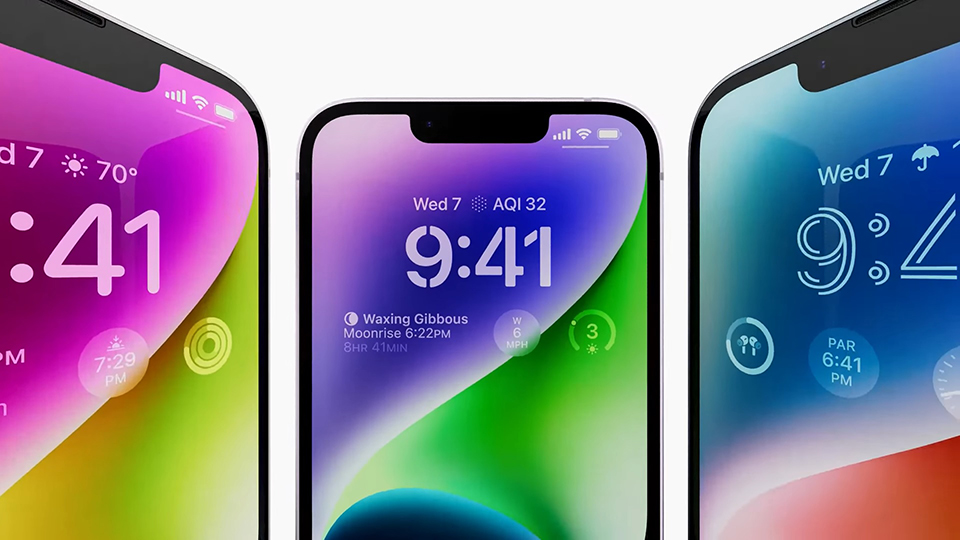 d 7 70°
:41
PM
7:29
PM
Wed 7 AQI 32
9:41
Waxing Gibbous
Moonrise 6:22PM
8HR 41MIN
W
6
MPH
3
Wed 7
9:4
PAR
6:41
PM